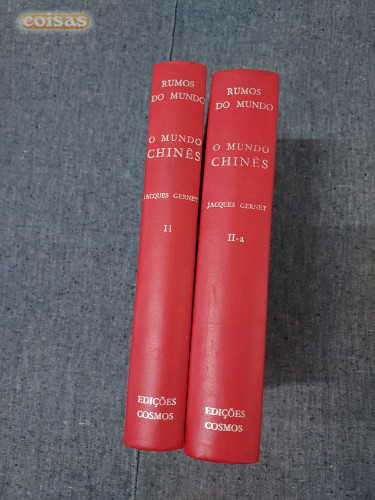 coisas
RUMOS
DO MUNDO
O MUNDO
CHINÊS
JACQUES GERNET
II
EDIÇÕES
COSMOS
RUMOS
DO MUNDO
O MUNDO
CHINÊS
JACQUES GERNET
II-a
EDIÇÕES
COSMOS